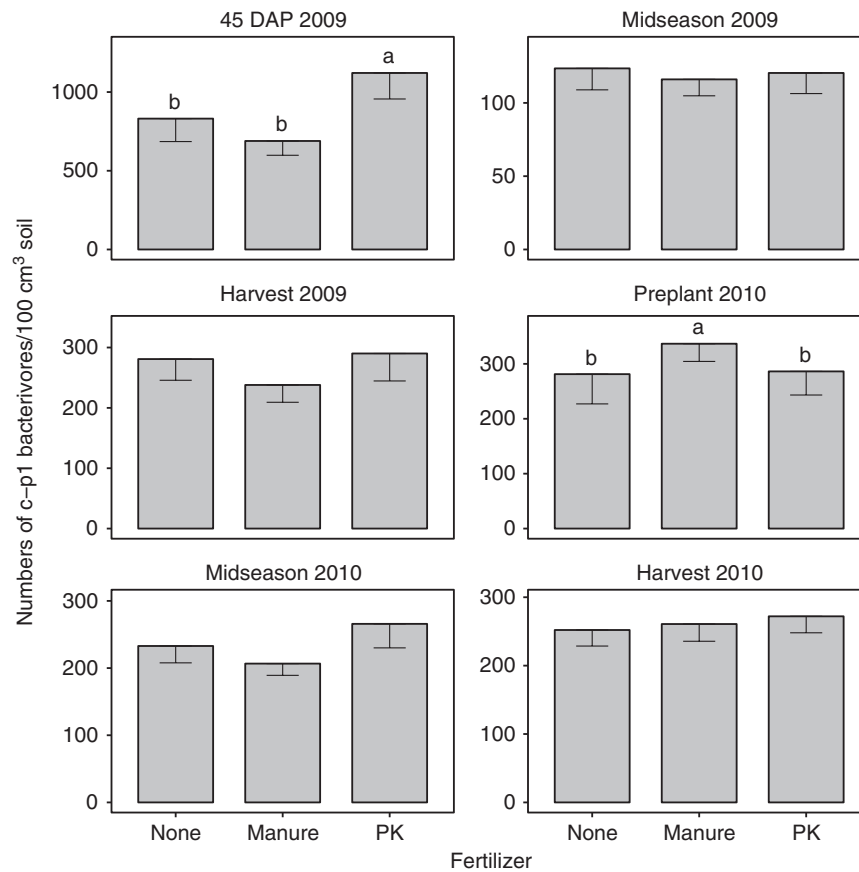 45 DAP 2009
a
b
b
1000
500
0
Midseason 2009
100
50
0
Harvest 2009
300
200
100
0
Preplant 2010
a
b
b
300
200
100
0
Midseason 2010
300
200
100
0
None Manure PK
Harvest 2010
300
200
100
0
None Manure PK
Numbers of c–p1 bacterivores/100 cm³ soil
Fertilizer